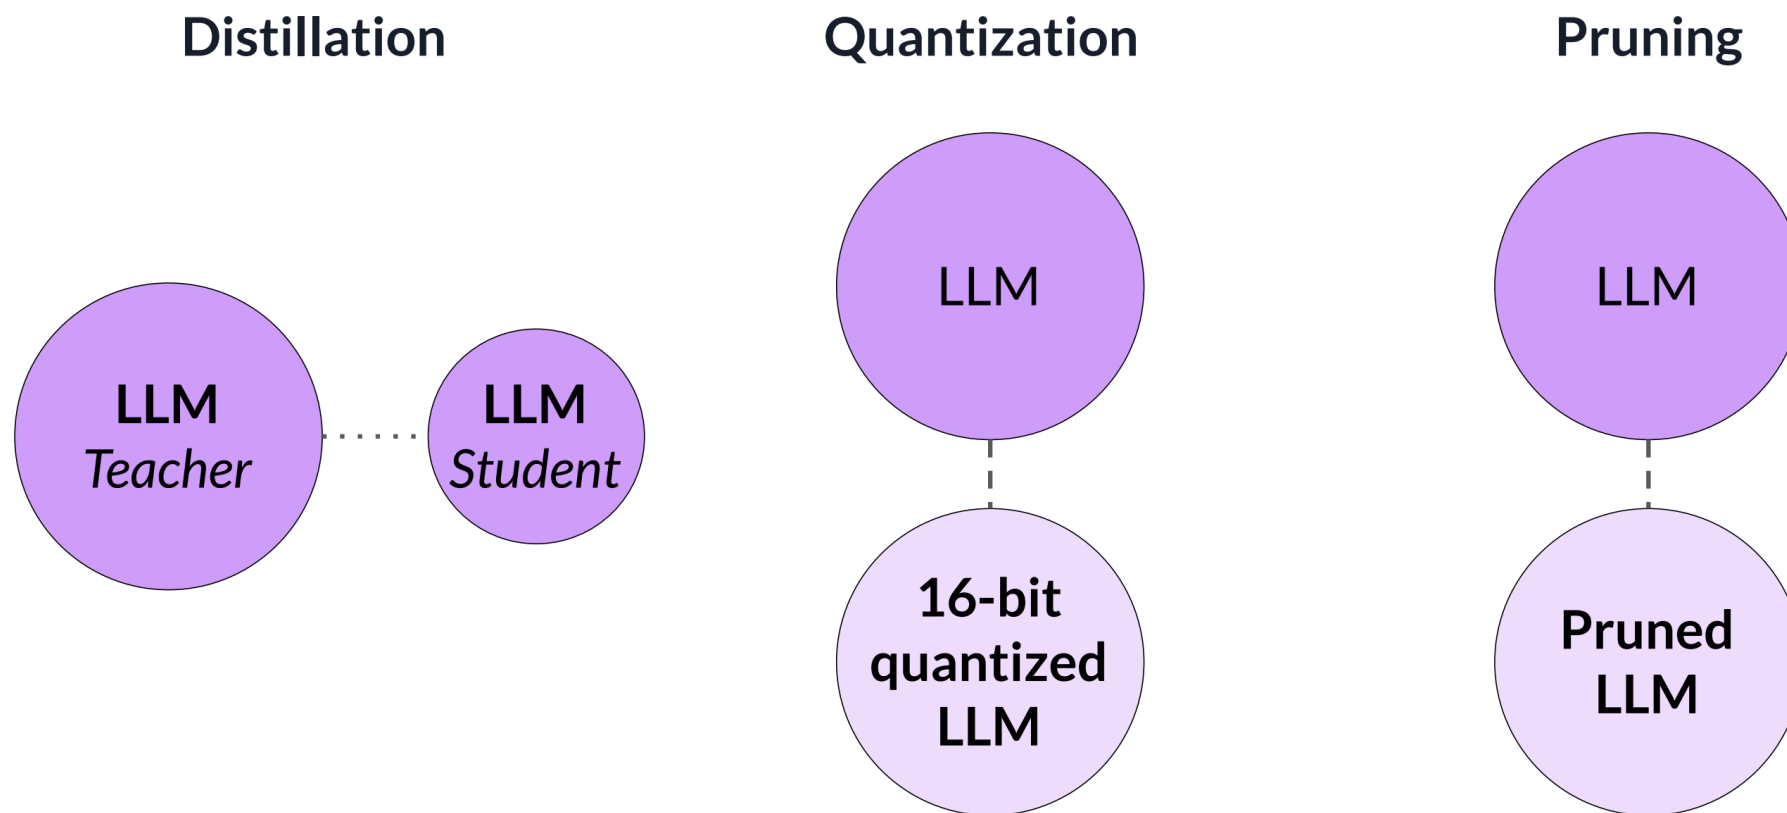 Distillation
Quantization
Pruning
LLM
Teacher
LLM
Student
LLM
16-bit
quantized
LLM
LLM
Pruned
LLM